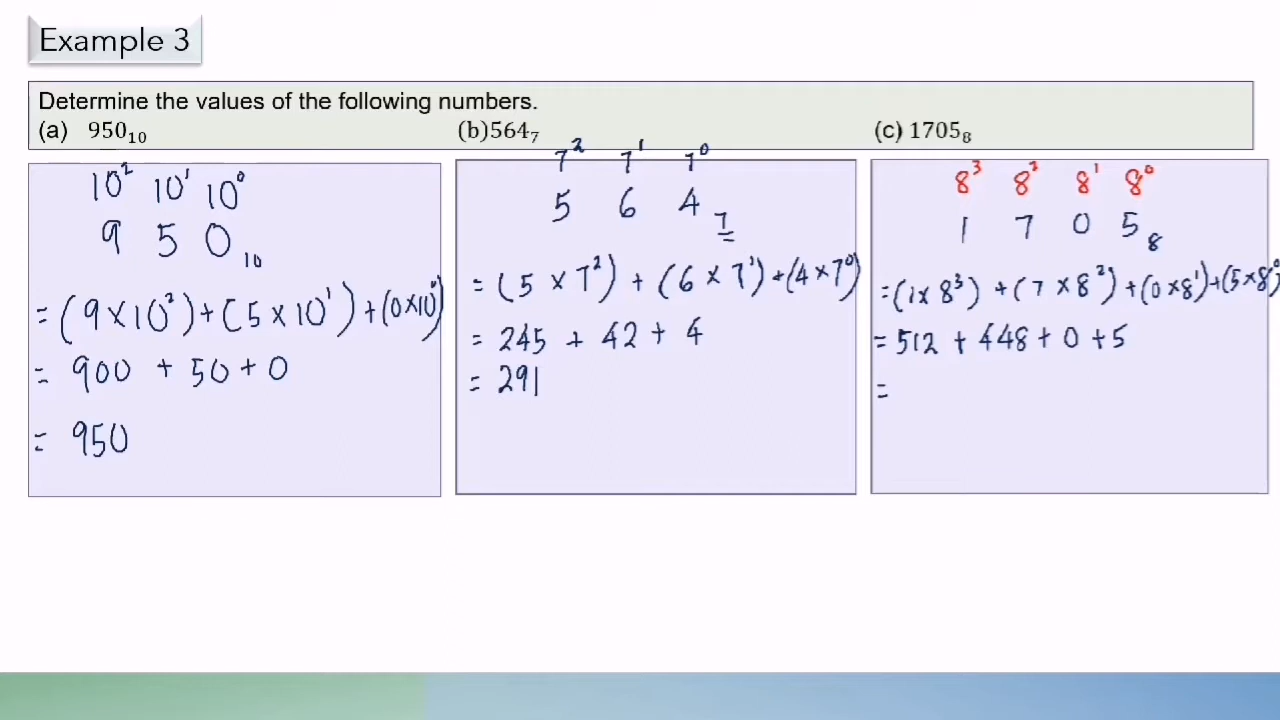 Example 3
Determine the values of the following numbers.
(a) 950₁₀ (b)564₇ (c) 1705₈
10² 10¹ 10⁰
9 5 0₁₀
= (9 × 10²) + (5 × 10¹) + (0×10⁰)
= 900 + 50 + 0
= 950
7² 7¹ 7⁰
5 6 4₇
= (5 × 7²) + (6 × 7¹) + (4×7⁰)
= 245 + 42 + 4
= 291
8³ 8² 8¹ 8⁰
1 7 0 5₈
= (1× 8³) + (7 × 8²) + (0×8¹) + (5×8⁰)
= 512 + 448 + 0 + 5
=